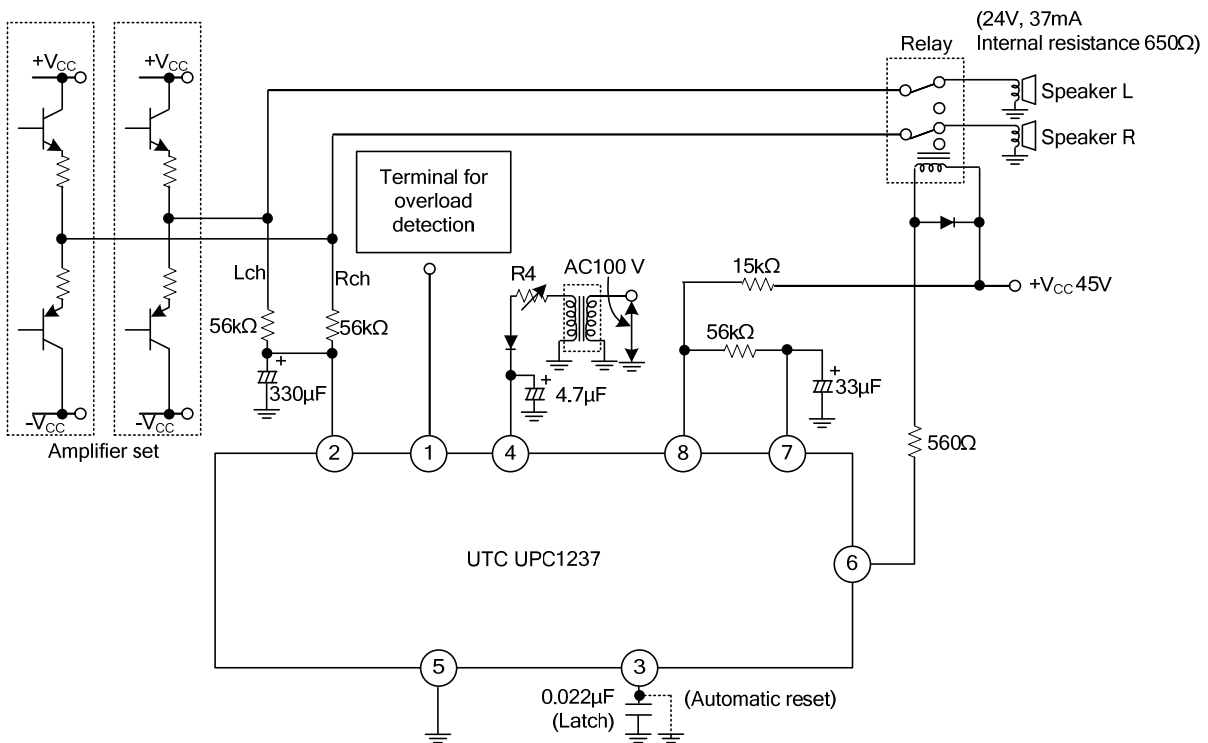 (24V, 37mA
Internal resistance 650Ω)
Relay
+VCC
+VCC
Speaker L
Speaker R
Terminal for
overload
detection
Lch
Rch
R4
AC100 V
15kΩ
+VCC 45V
56kΩ
56kΩ
56kΩ
+
330µF
+
4.7µF
+
33µF
-VCC
-VCC
Amplifier set
560Ω
2
1
4
8
7
UTC UPC1237
6
5
3
0.022µF
(Latch)
(Automatic reset)